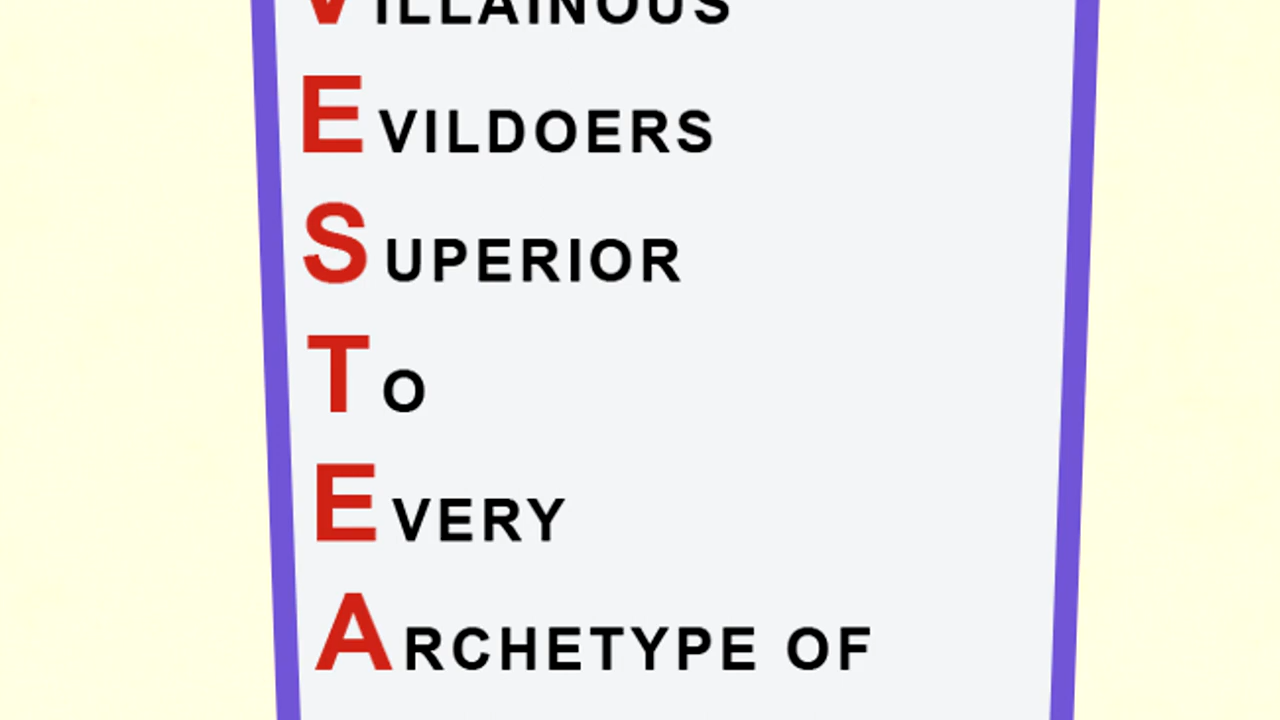 VILLAINOUS
EVILDOERS
SUPERIOR
TO
EVERY
ARCHETYPE OF